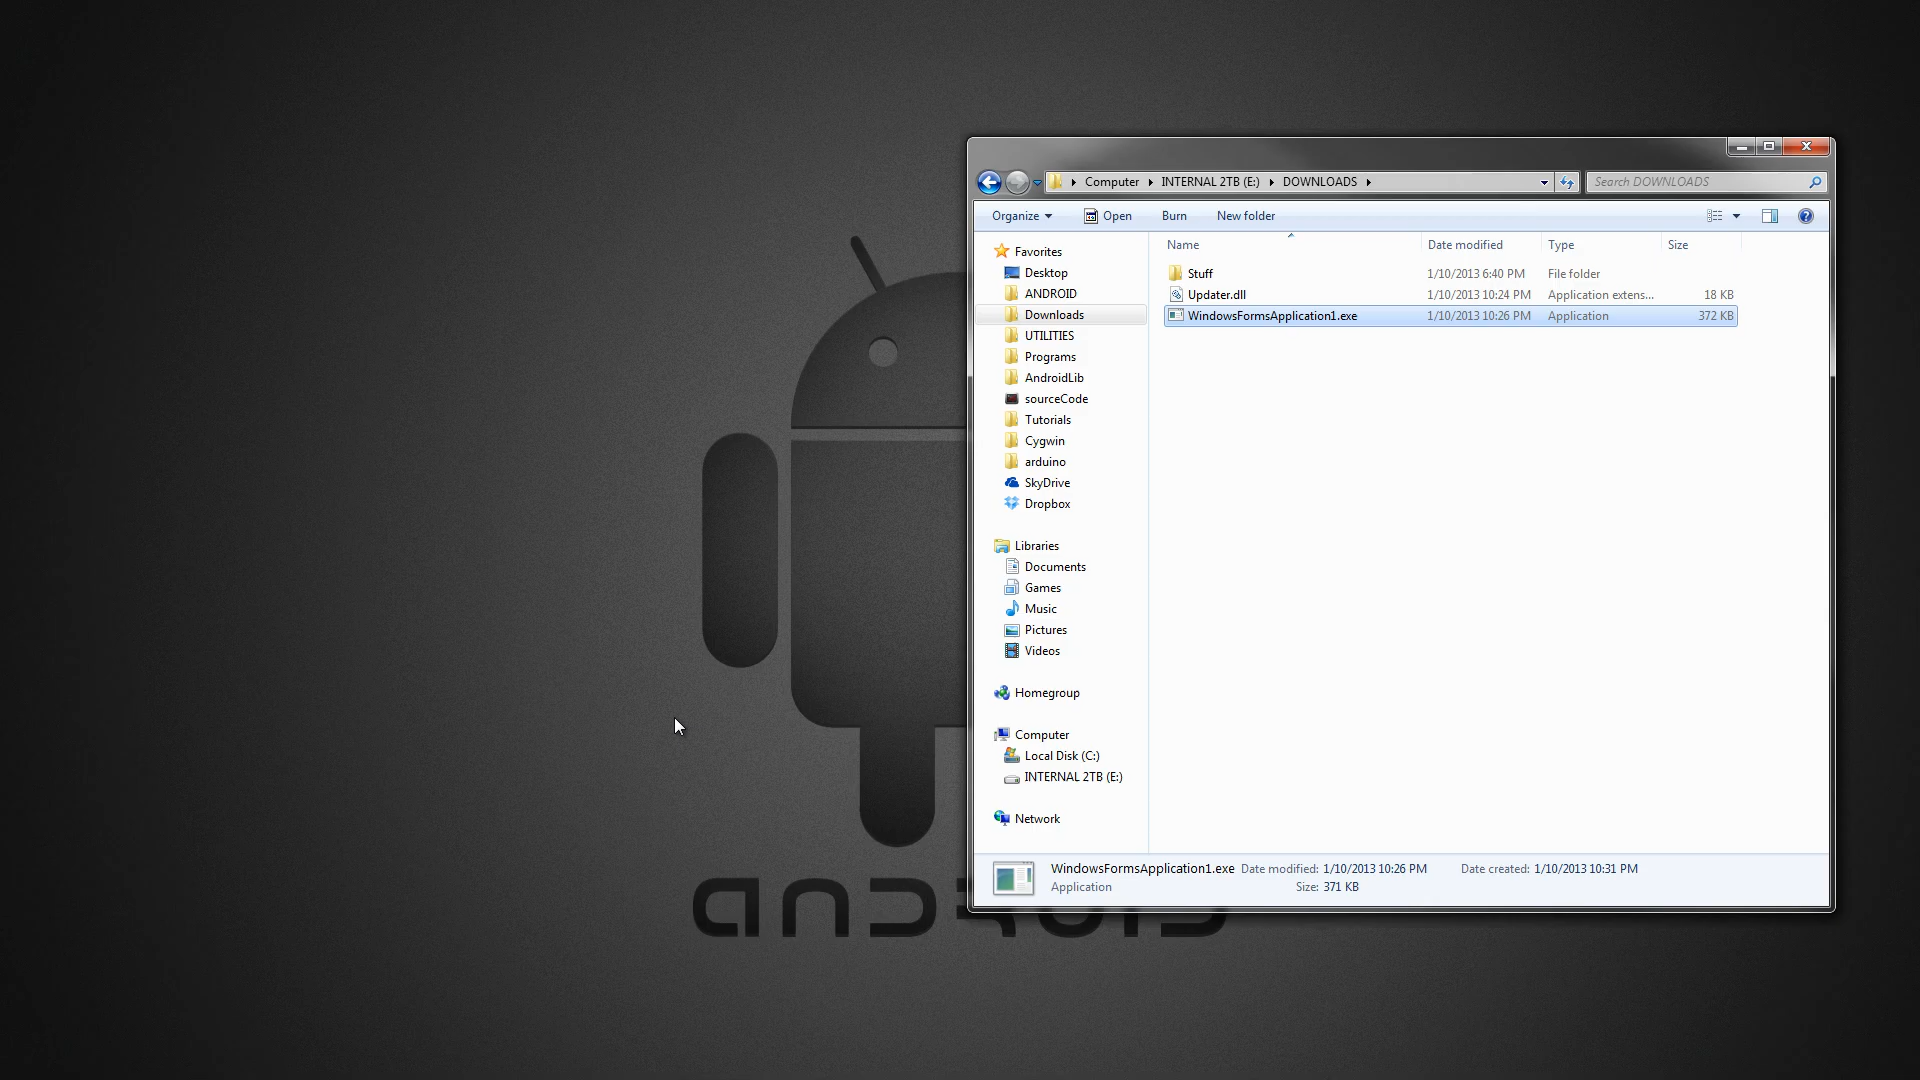 Computer INTERNAL 2TB (E:) DOWNLOADS
Search DOWNLOADS
Organize Open Burn New folder
Name Date modified Type Size
Stuff 1/10/2013 6:40 PM File folder
Updater.dll 1/10/2013 10:24 PM Application extens... 18 KB
WindowsFormsApplication1.exe 1/10/2013 10:26 PM Application 372 KB
Favorites
Desktop
ANDROID
Downloads
UTILITIES
Programs
AndroidLib
sourceCode
Tutorials
Cygwin
arduino
SkyDrive
Dropbox
Libraries
Documents
Games
Music
Pictures
Videos
Homegroup
Computer
Local Disk (C:)
INTERNAL 2TB (E:)
Network
WindowsFormsApplication1.exe Date modified: 1/10/2013 10:26 PM Date created: 1/10/2013 10:31 PM
Application Size: 371 KB
android